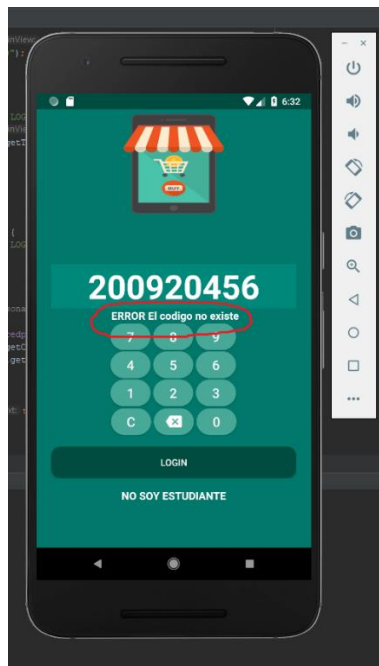 6:32
BUY
200920456
ERROR El codigo no existe
7 8 9
4 5 6
1 2 3
C 0
LOGIN
NO SOY ESTUDIANTE